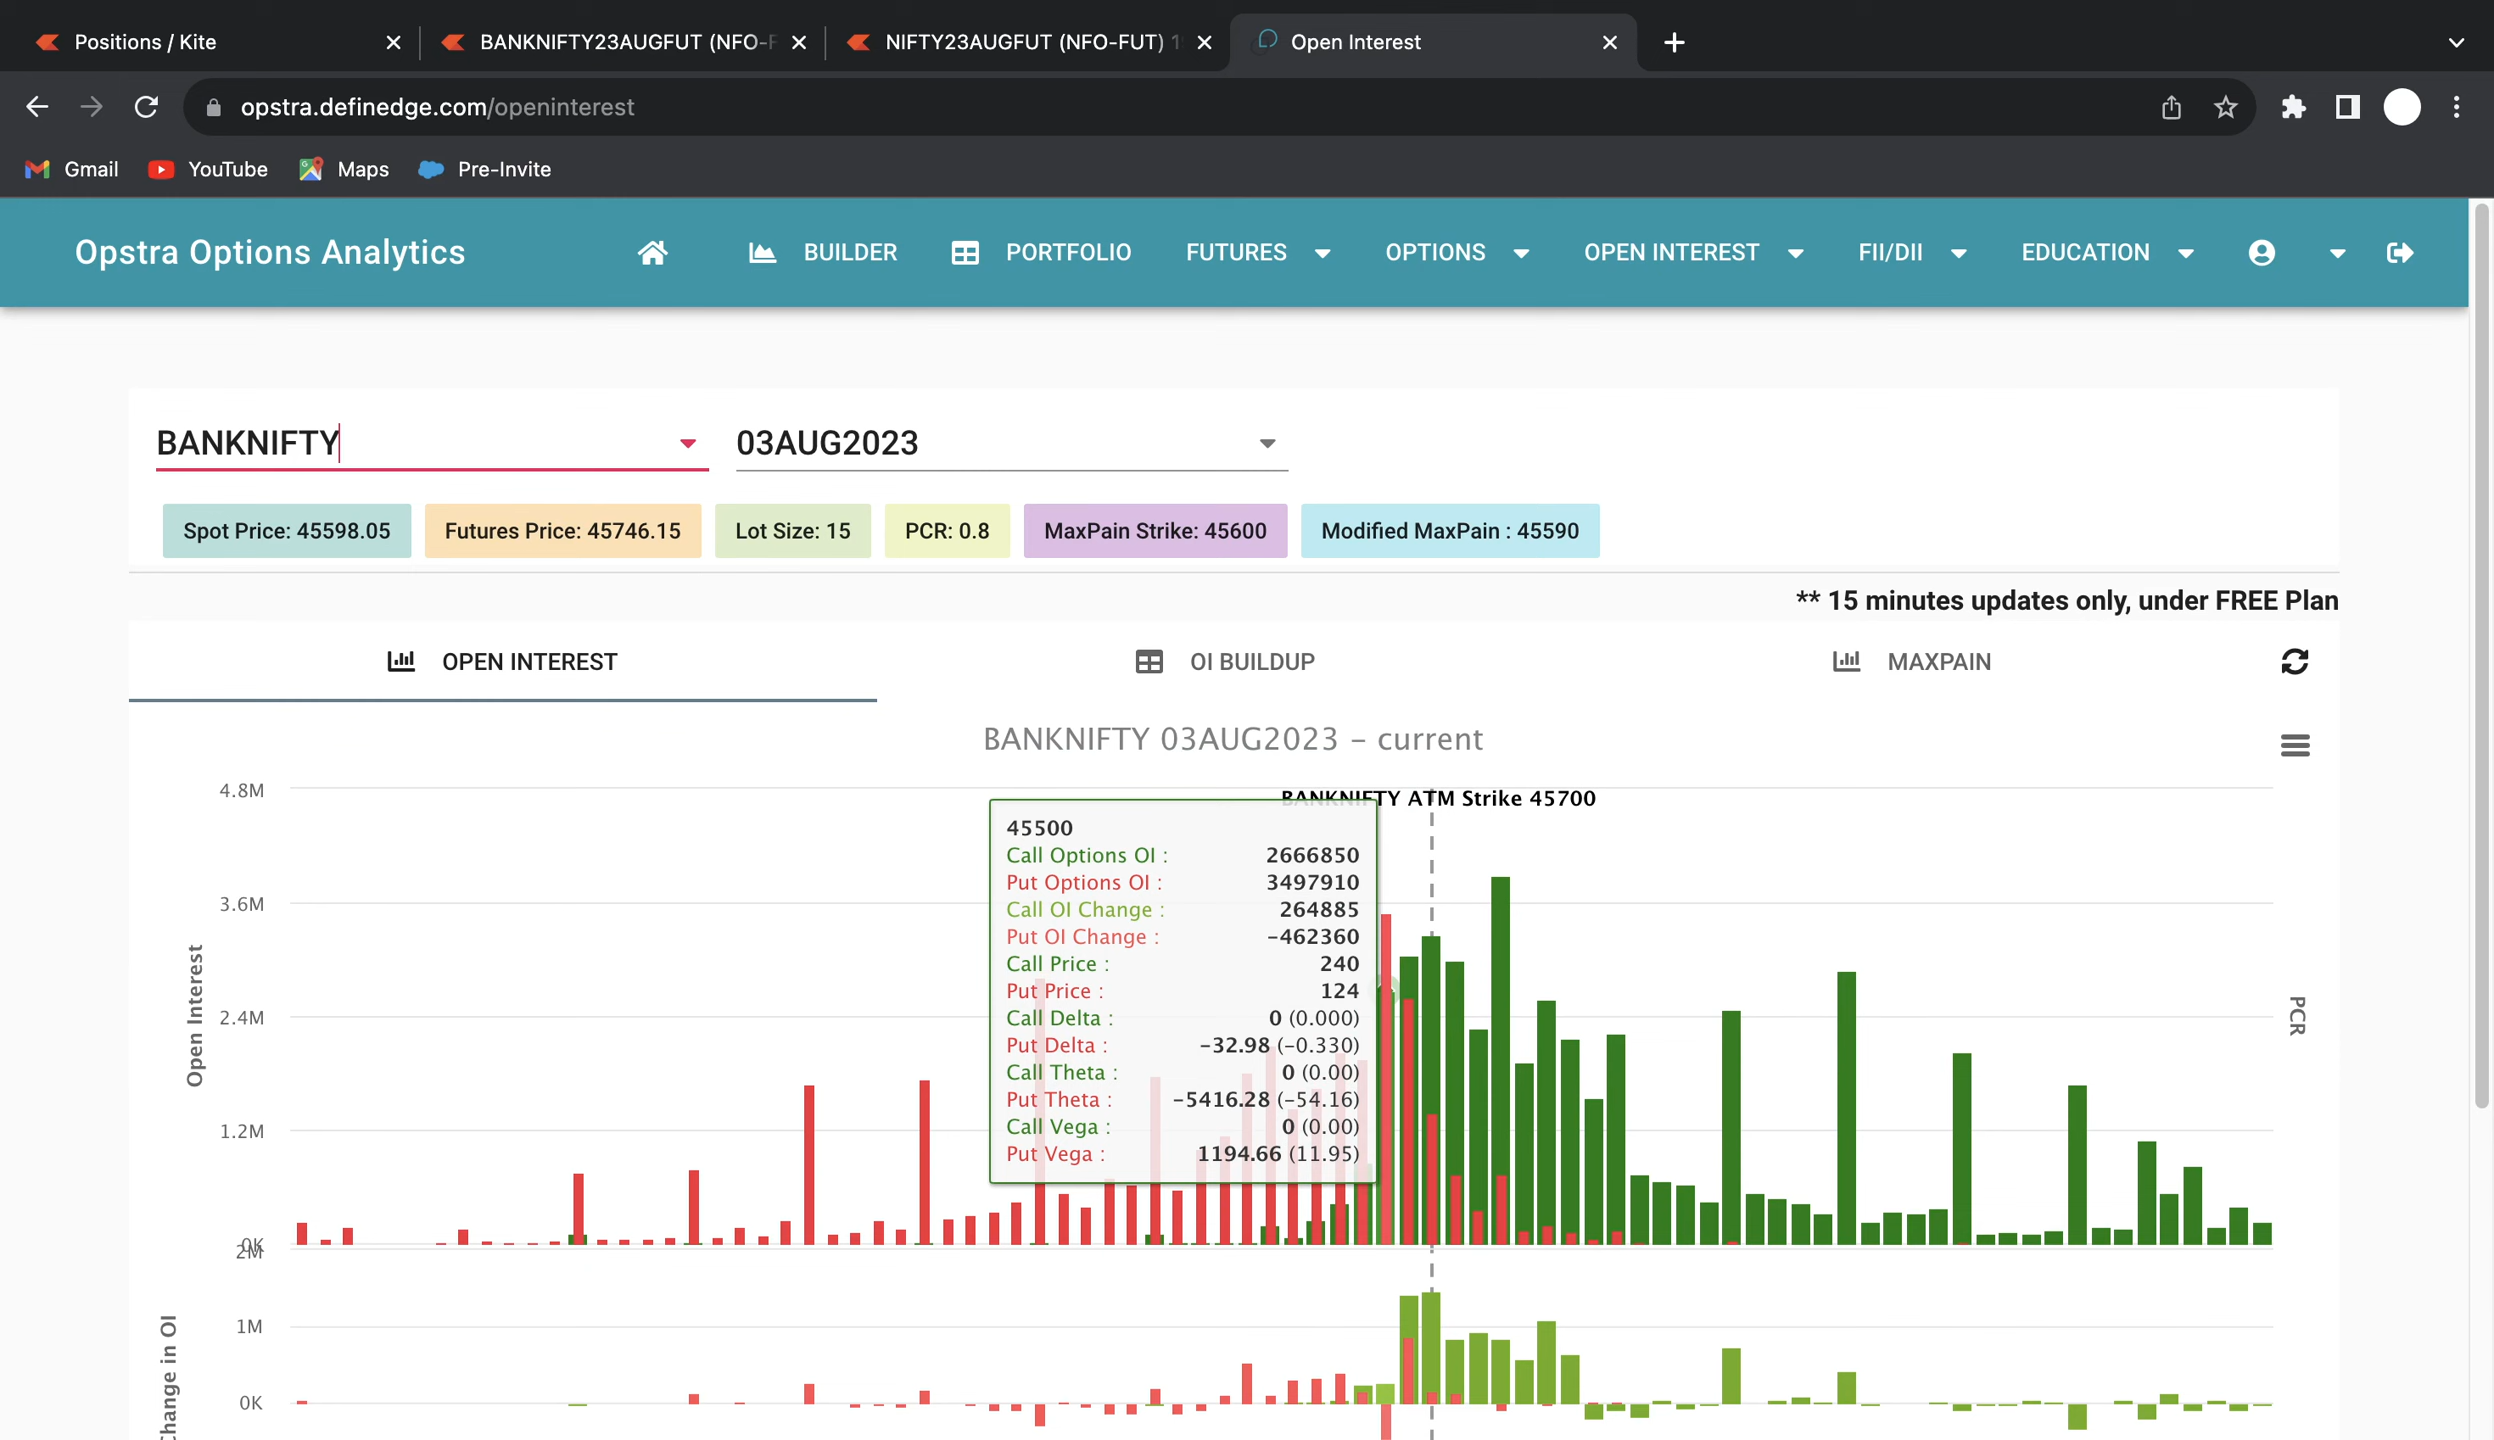 Positions / Kite
BANKNIFTY23AUGFUT (NFO-F
NIFTY23AUGFUT (NFO-FUT) 1
Open Interest
opstra.definedge.com/openinterest
Gmail
YouTube
Maps
Pre-Invite
Opstra Options Analytics
BUILDER
PORTFOLIO
FUTURES
OPTIONS
OPEN INTEREST
FII/DII
EDUCATION
BANKNIFTY
03AUG2023
Spot Price: 45598.05
Futures Price: 45746.15
Lot Size: 15
PCR: 0.8
MaxPain Strike: 45600
Modified MaxPain : 45590
** 15 minutes updates only, under FREE Plan
OPEN INTEREST
OI BUILDUP
MAXPAIN
BANKNIFTY 03AUG2023 – current
BANKNIFTY ATM Strike 45700
4.8M
3.6M
2.4M
1.2M
0K
Open Interest
PCR
45500
Call Options OI : 2666850
Put Options OI : 3497910
Call OI Change : 264885
Put OI Change : -462360
Call Price : 240
Put Price : 124
Call Delta : 0 (0.000)
Put Delta : -32.98 (-0.330)
Call Theta : 0 (0.00)
Put Theta : -5416.28 (-54.16)
Call Vega : 0 (0.00)
Put Vega : 1194.66 (11.95)
2M
1M
0K
Change in OI